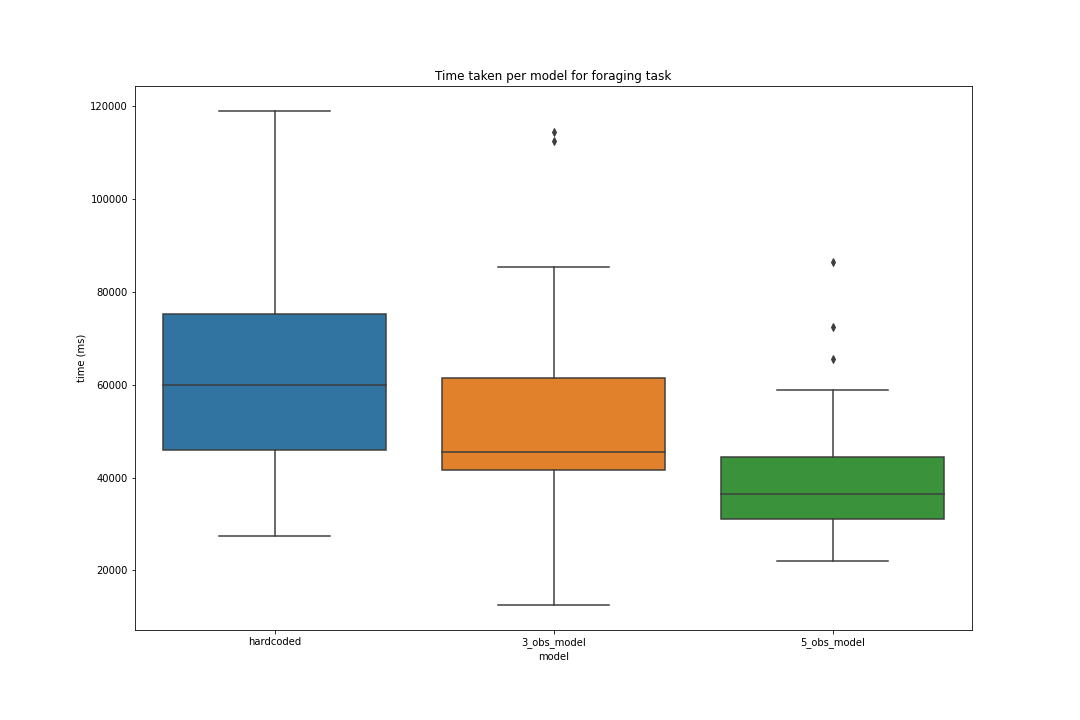 Time taken per model for foraging task
120000
100000
80000
60000
40000
20000
time (ms)
hardcoded
3_obs_model
5_obs_model
model